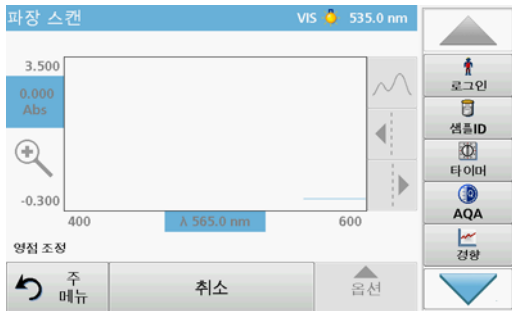 파장 스캔
VIS 535.0 nm
3.500
0.000
Abs
-0.300
400
λ 565.0 nm
600
영점 조정
주
메뉴
취소
옵션
로그인
샘플ID
타이머
AQA
경향